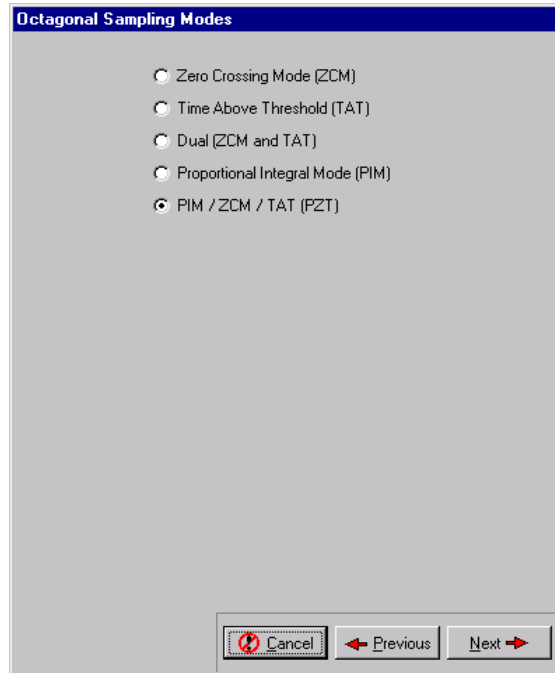 Octagonal Sampling Modes
Zero Crossing Mode (ZCM)
Time Above Threshold (TAT)
Dual (ZCM and TAT)
Proportional Integral Mode (PIM)
PIM / ZCM / TAT (PZT)
Cancel
Previous
Next